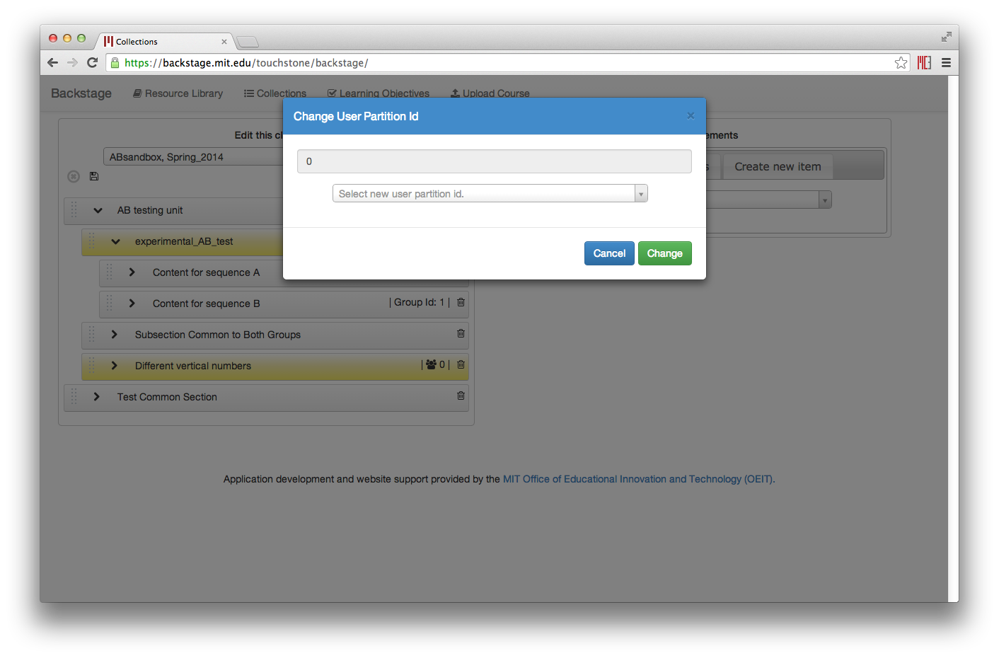 Collections
https://backstage.mit.edu/touchstone/backstage/
Backstage
Resource Library
Collections
Learning Objectives
Upload Course
Change User Partition Id
×
0
Select new user partition id.
Cancel
Change
Edit this
ABsandbox, Spring_2014
AB testing unit
experimental_AB_test
Content for sequence A
Content for sequence B
| Group Id: 1 |
Subsection Common to Both Groups
Different vertical numbers
| 0 |
Test Common Section
ements
s
Create new item
Application development and website support provided by the MIT Office of Educational Innovation and Technology (OEIT).